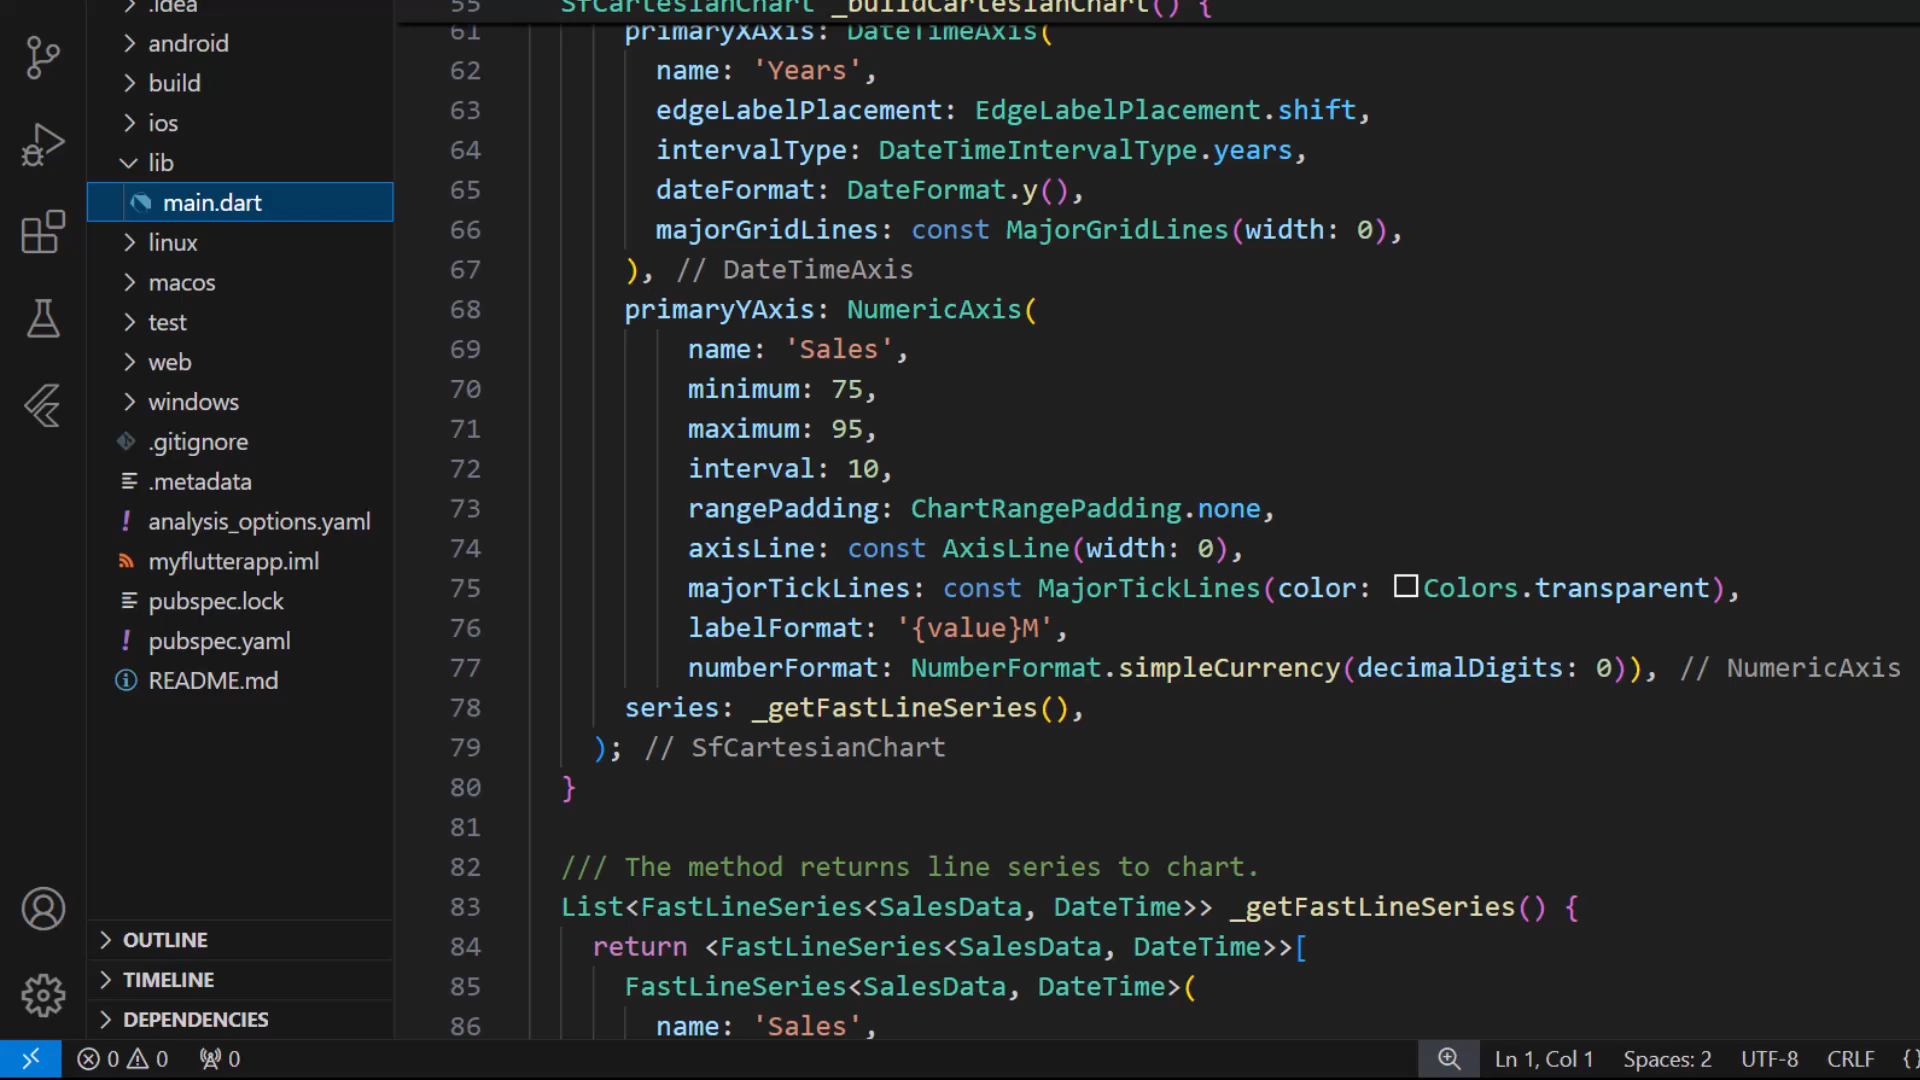 .idea
android
build
ios
lib
main.dart
linux
macos
test
web
windows
.gitignore
.metadata
analysis_options.yaml
myflutterapp.iml
pubspec.lock
pubspec.yaml
README.md
OUTLINE
TIMELINE
DEPENDENCIES
55 SfCartesianChart _buildCartesianChart() {
61 primaryXAxis: DateTimeAxis(
62 name: 'Years',
63 edgeLabelPlacement: EdgeLabelPlacement.shift,
64 intervalType: DateTimeIntervalType.years,
65 dateFormat: DateFormat.y(),
66 majorGridLines: const MajorGridLines(width: 0),
67 ), // DateTimeAxis
68 primaryYAxis: NumericAxis(
69 name: 'Sales',
70 minimum: 75,
71 maximum: 95,
72 interval: 10,
73 rangePadding: ChartRangePadding.none,
74 axisLine: const AxisLine(width: 0),
75 majorTickLines: const MajorTickLines(color: Colors.transparent),
76 labelFormat: '{value}M',
77 numberFormat: NumberFormat.simpleCurrency(decimalDigits: 0)), // NumericAxis
78 series: _getFastLineSeries(),
79 ); // SfCartesianChart
80 }
81
82 /// The method returns line series to chart.
83 List<FastLineSeries<SalesData, DateTime>> _getFastLineSeries() {
84 return <FastLineSeries<SalesData, DateTime>>[
85 FastLineSeries<SalesData, DateTime>(
86 name: 'Sales',
0 0 0
Ln 1, Col 1 Spaces: 2 UTF-8 CRLF {}